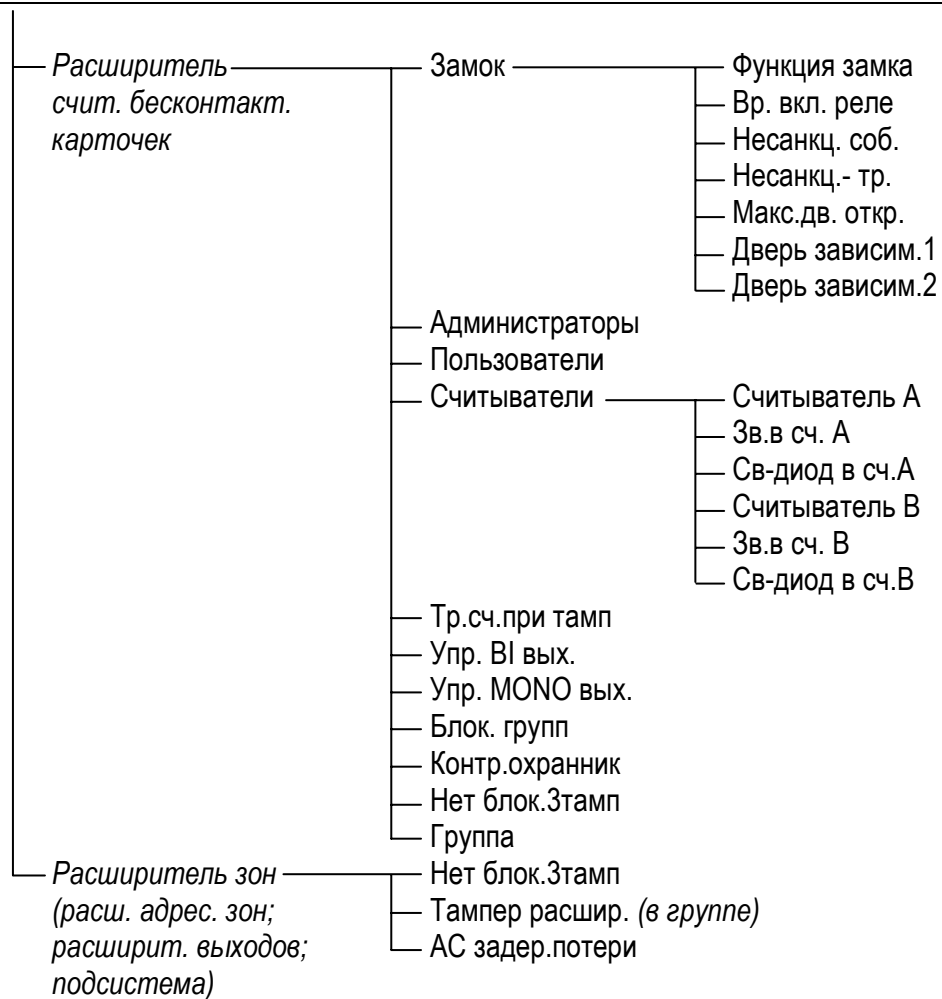 Расширитель
счит. бесконтакт.
карточек
Замок
Функция замка
Вр. вкл. реле
Несанкц. соб.
Несанкц.- тр.
Макс.дв. откр.
Дверь зависим.1
Дверь зависим.2
Администраторы
Пользователи
Считыватели
Считыватель A
Зв.в сч. A
Св-диод в сч.A
Считыватель B
Зв.в сч. B
Св-диод в сч.B
Тр.сч.при тамп
Упр. BI вых.
Упр. MONO вых.
Блок. групп
Контр.охранник
Нет блок.3тамп
Группа
Расширитель зон
(расш. адрес. зон;
расширит. выходов;
подсистема)
Нет блок.3тамп
Тампер расшир. (в группе)
AC задер.потери